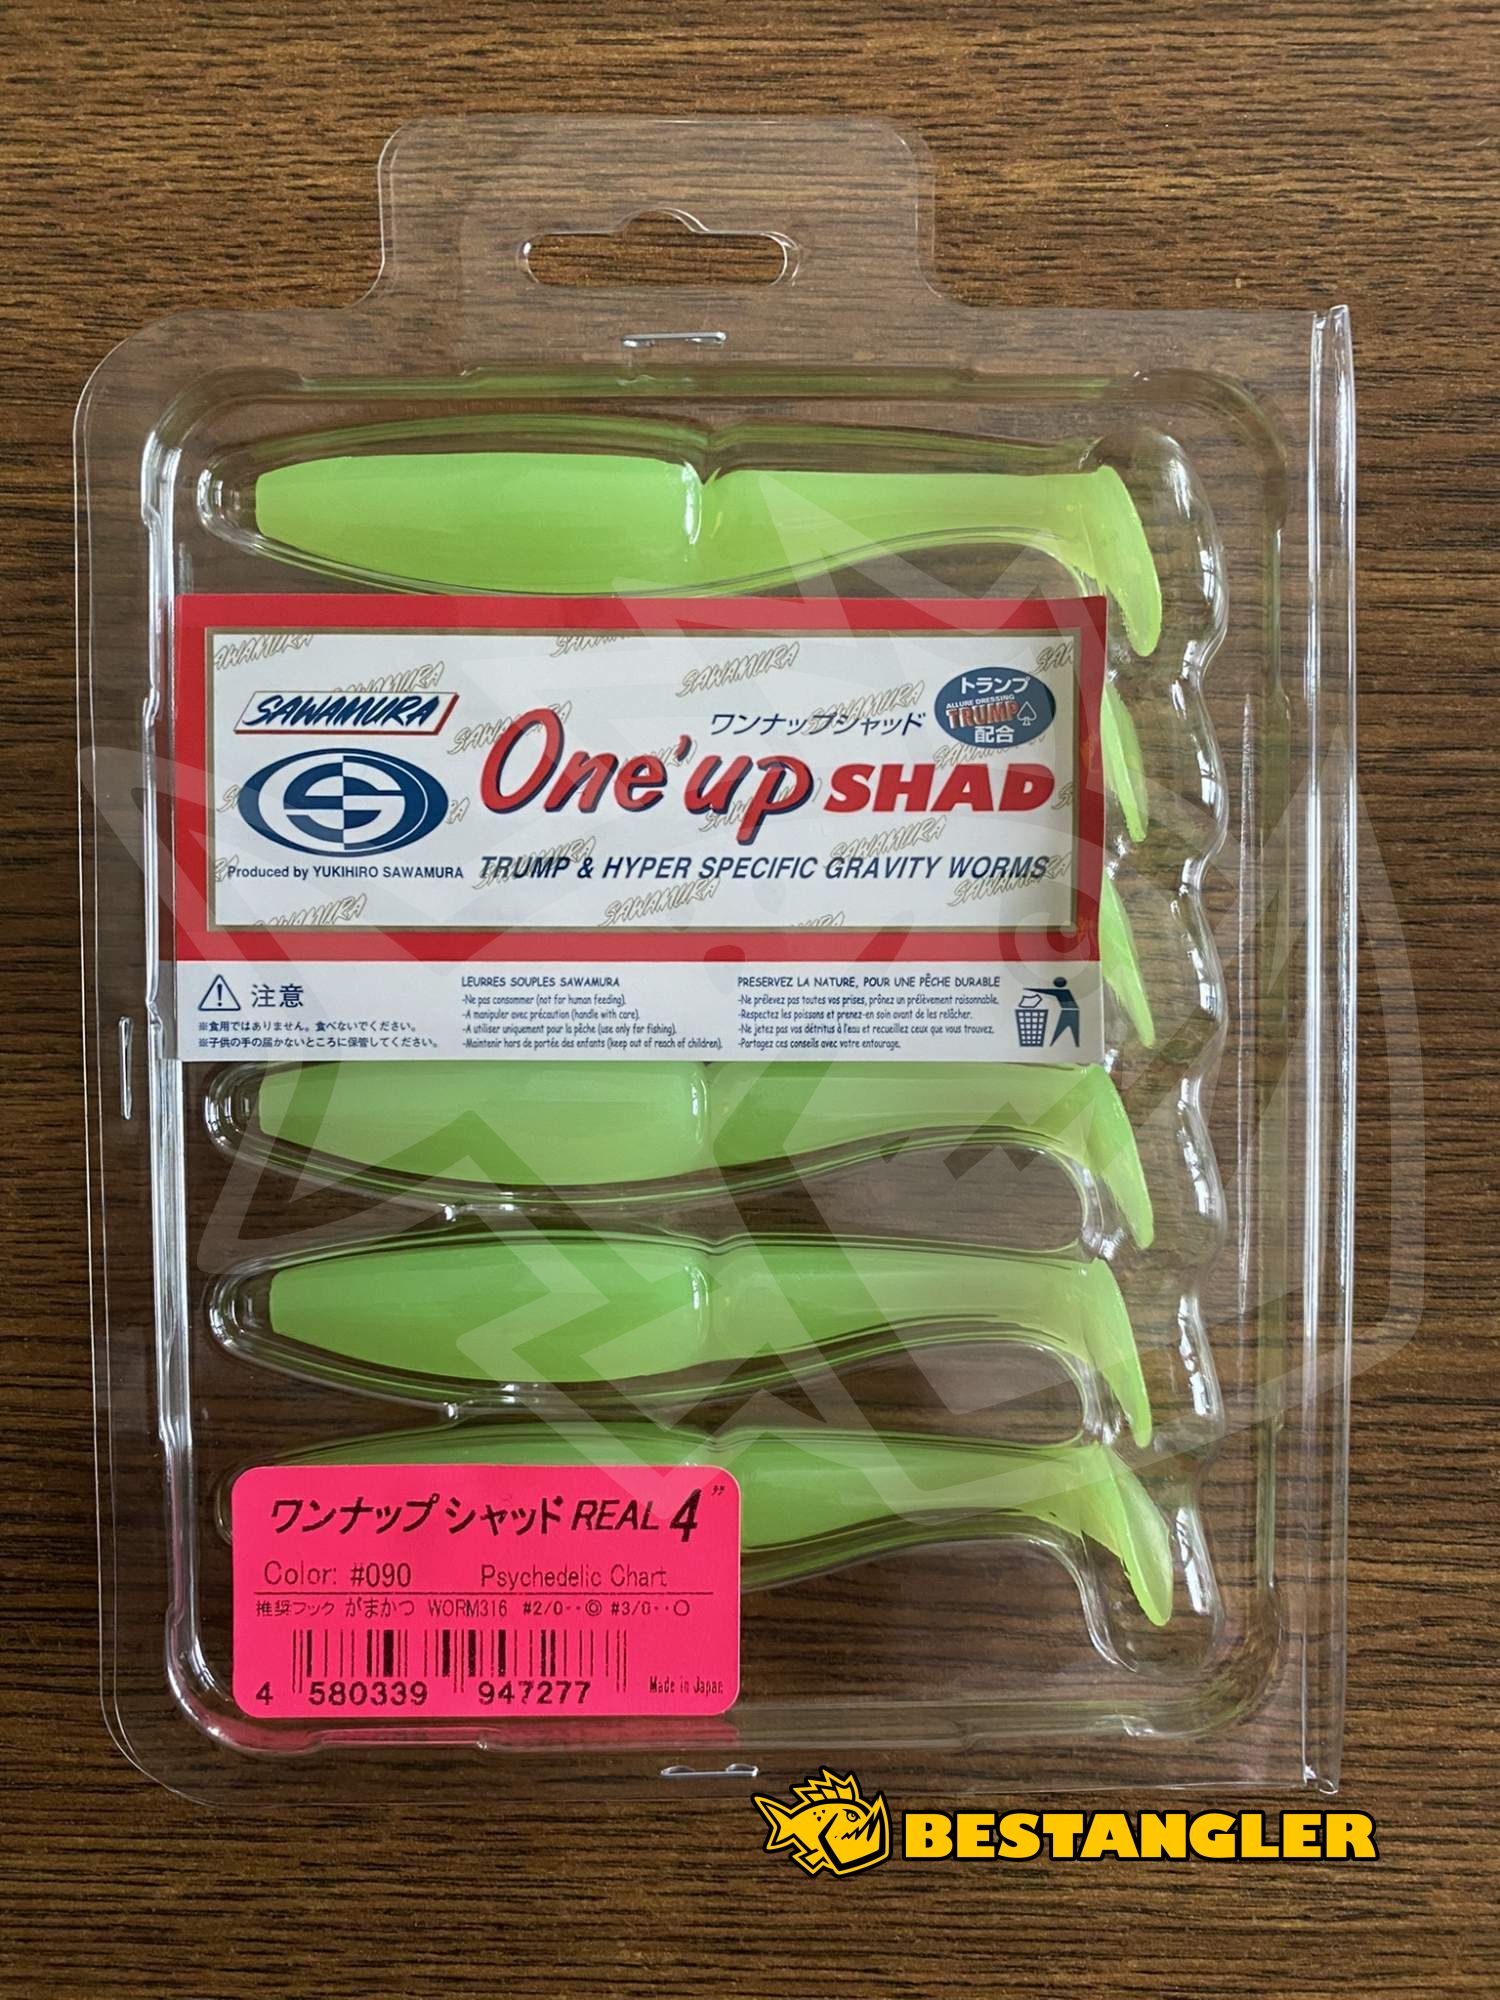 SAWAMURA
トランプ
ALLURE DRESSING
TRUMP
配合
ワンナップシャッド
One'up SHAD
Produced by YUKIHIRO SAWAMURA
TRUMP & HYPER SPECIFIC GRAVITY WORMS
注意
※食用ではありません。食べないでください。
※子供の手の届かないところに保管してください。
LEURRES SOUPLES SAWAMURA
-Ne pas consommer (not for human feeding).
-A manipuler avec précaution (handle with care).
-A utiliser uniquement pour la pêche (use only for fishing).
-Maintenir hors de portée des enfants (keep out of reach of children).
PRESERVEZ LA NATURE, POUR UNE PÊCHE DURABLE
-Ne prélevez pas toutes vos prises, prônez un prélèvement raisonnable.
-Respectez les poissons et prenez-en soin avant de les relâcher.
-Ne jetez pas vos détritus à l'eau et recueillez ceux que vous trouvez.
-Partagez ces conseils avec votre entourage.
ワンナップ シャッド REAL 4"
Color: #090 Psychedelic Chart
推奨フック がまかつ WORM316 #2/0‥◎ #3/0‥○
4 580339 947277
Made in Japan
BESTANGLER